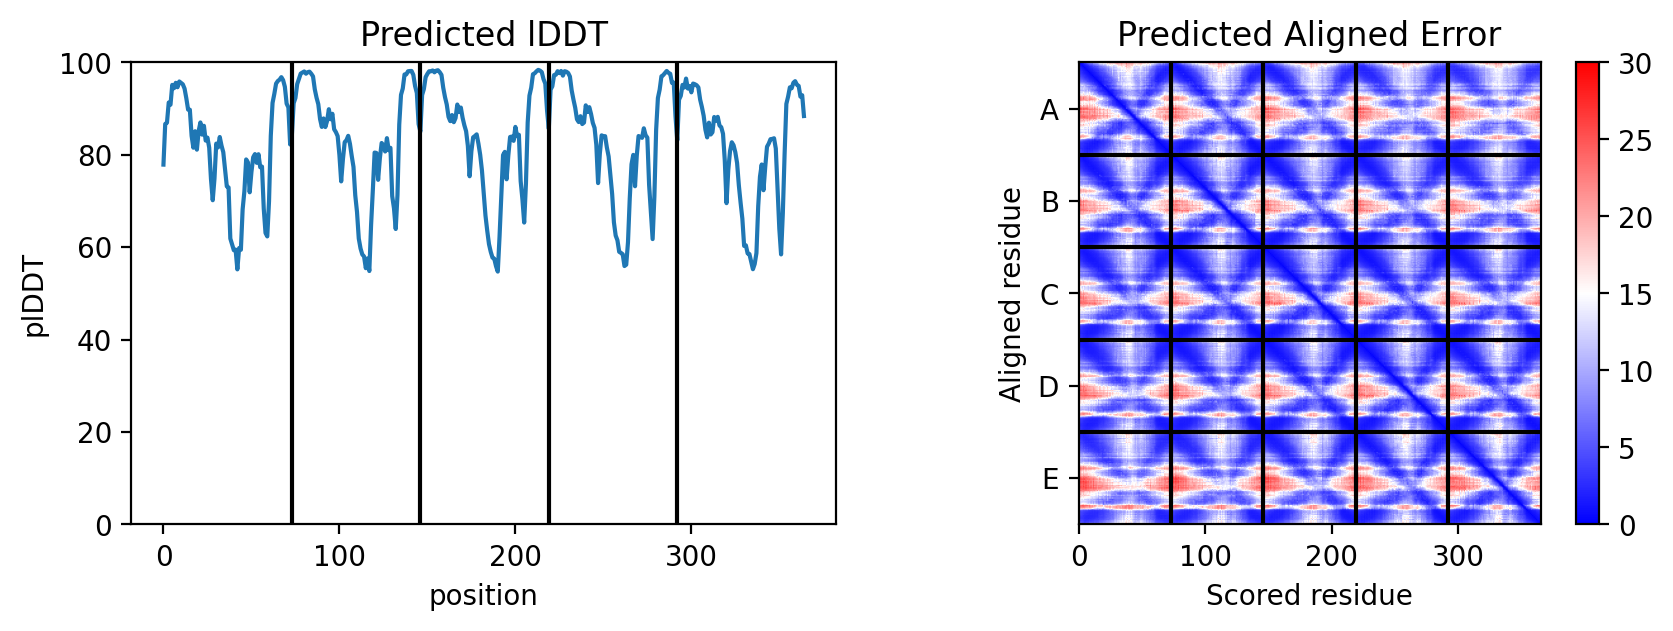 Predicted lDDT
100
80
60
40
20
0
plDDT
0 100 200 300
position
Predicted Aligned Error
A
B
C
D
E
Aligned residue
0 100 200 300
Scored residue
30
25
20
15
10
5
0